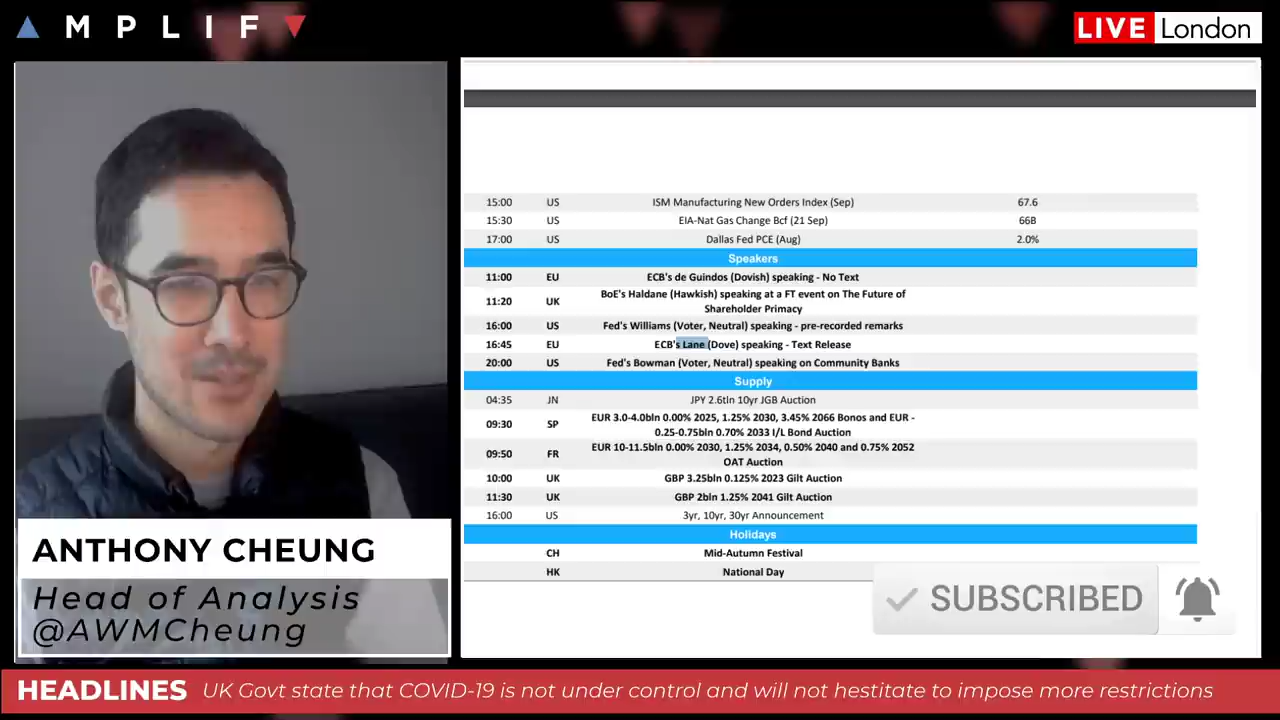 AMPLIFY
LIVE London
15:00 US ISM Manufacturing New Orders Index (Sep) 67.6
15:30 US EIA-Nat Gas Change Bcf (21 Sep) 66B
17:00 US Dallas Fed PCE (Aug) 2.0%
Speakers
11:00 EU ECB's de Guindos (Dovish) speaking - No Text
11:20 UK BoE's Haldane (Hawkish) speaking at a FT event on The Future of
Shareholder Primacy
16:00 US Fed's Williams (Voter, Neutral) speaking - pre-recorded remarks
16:45 EU ECB's Lane (Dove) speaking - Text Release
20:00 US Fed's Bowman (Voter, Neutral) speaking on Community Banks
Supply
04:35 JN JPY 2.6tln 10yr JGB Auction
09:30 SP EUR 3.0-4.0bln 0.00% 2025, 1.25% 2030, 3.45% 2066 Bonos and EUR -
0.25-0.75bln 0.70% 2033 I/L Bond Auction
09:50 FR EUR 10-11.5bln 0.00% 2030, 1.25% 2034, 0.50% 2040 and 0.75% 2052
OAT Auction
10:00 UK GBP 3.25bln 0.125% 2023 Gilt Auction
11:30 UK GBP 2bln 1.25% 2041 Gilt Auction
16:00 US 3yr, 10yr, 30yr Announcement
Holidays
CH Mid-Autumn Festival
HK National Day
SUBSCRIBED
ANTHONY CHEUNG
Head of Analysis
@AWMCheung
HEADLINES UK Govt state that COVID-19 is not under control and will not hestitate to impose more restrictions